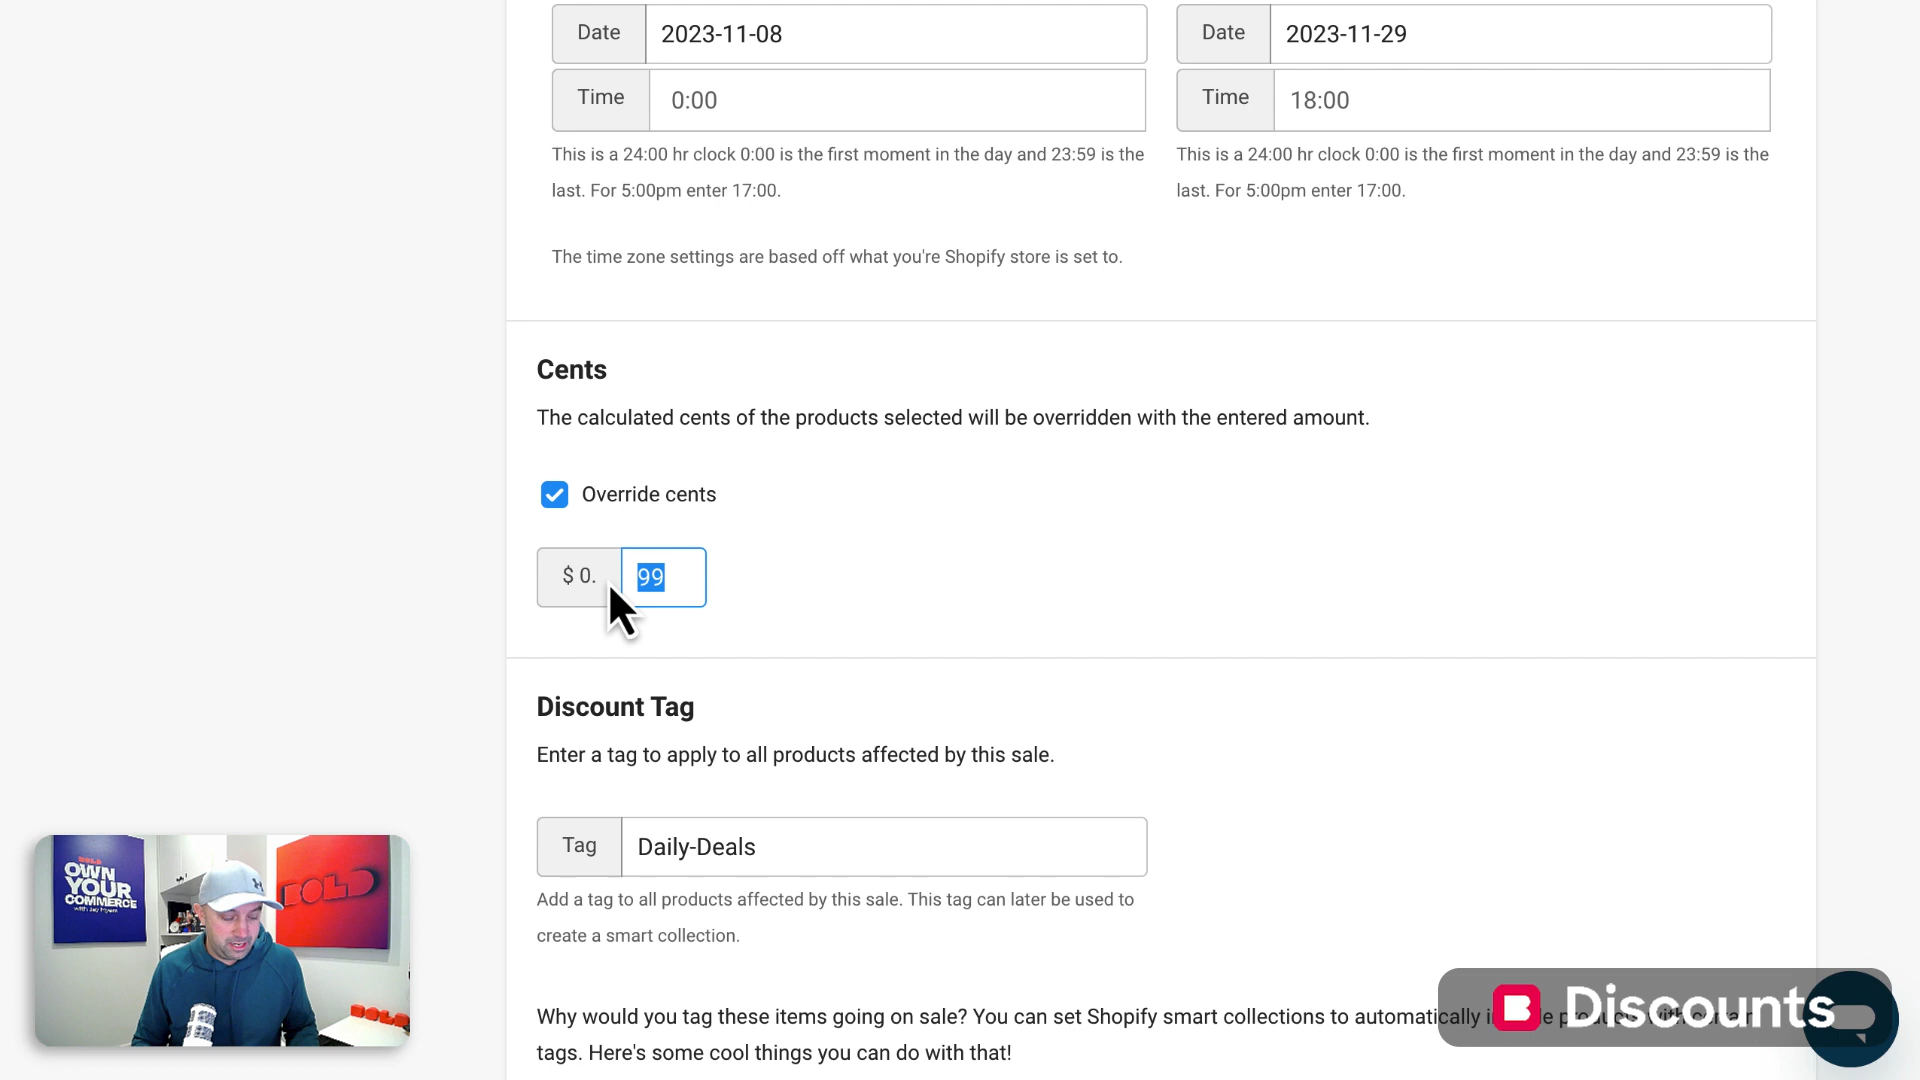 Date 2023-11-08
Date 2023-11-29
Time 0:00
Time 18:00
This is a 24:00 hr clock 0:00 is the first moment in the day and 23:59 is the
last. For 5:00pm enter 17:00.
This is a 24:00 hr clock 0:00 is the first moment in the day and 23:59 is the
last. For 5:00pm enter 17:00.
The time zone settings are based off what you're Shopify store is set to.
Cents
The calculated cents of the products selected will be overridden with the entered amount.
Override cents
$ 0. 99
Discount Tag
Enter a tag to apply to all products affected by this sale.
Tag Daily-Deals
Add a tag to all products affected by this sale. This tag can later be used to
create a smart collection.
Why would you tag these items going on sale? You can set Shopify smart collections to automatically
tags. Here's some cool things you can do with that!
B Discounts
BOLD
OWN
YOUR
COMMERCE
with Jay Myers
BOLD
BOLD